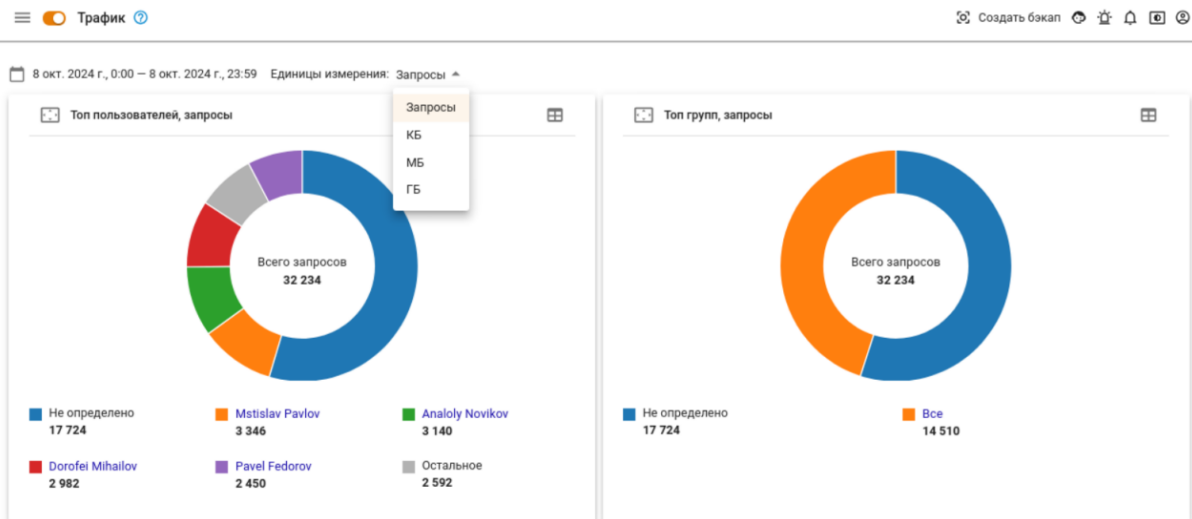 Трафик
Создать бэкап
8 окт. 2024 г., 0:00 — 8 окт. 2024 г., 23:59 Единицы измерения: Запросы
Запросы
КБ
МБ
ГБ
Топ пользователей, запросы
Всего запросов
32 234
Не определено
17 724
Mstislav Pavlov
3 346
Analoly Novikov
3 140
Dorofei Mihailov
2 982
Pavel Fedorov
2 450
Остальное
2 592
Топ групп, запросы
Всего запросов
32 234
Не определено
17 724
Все
14 510